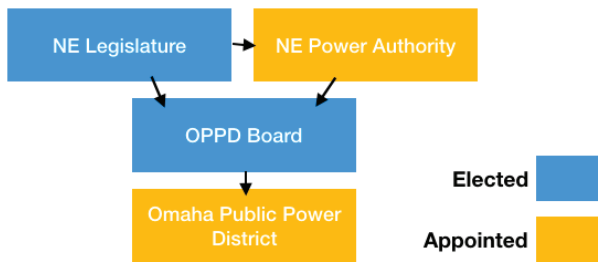 NE Legislature
NE Power Authority
OPPD Board
Omaha Public Power
District
Elected
Appointed